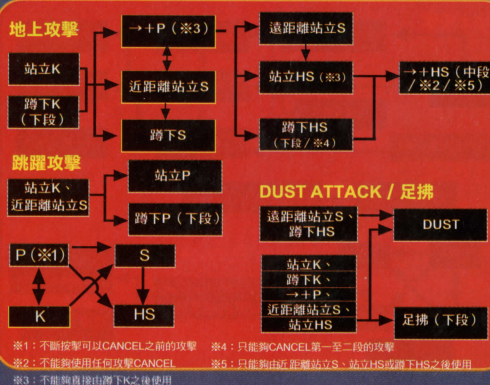 地上攻擊
站立K
蹲下K
(下段)
→+P(※3)
近距離站立S
蹲下S
遠距離站立S
站立HS(※3)
蹲下HS
(下段/※4)
→+HS(中段
/※2/※5)
跳躍攻擊
站立K、
近距離站立S
站立P
蹲下P(下段)
P(※1)
S
K
HS
DUST ATTACK / 足拂
遠距離站立S、
蹲下HS
DUST
站立K、
蹲下K、
→+P、
近距離站立S、
站立HS
足拂(下段)
※1:不斷按掣可以CANCEL之前的攻擊
※2:不能夠使用任何攻擊CANCEL
※3:不能夠直接由蹲下K之後使用
※4:只能夠CANCEL第一至二段的攻擊
※5:只能夠由近距離站立S、站立HS或蹲下HS之後使用